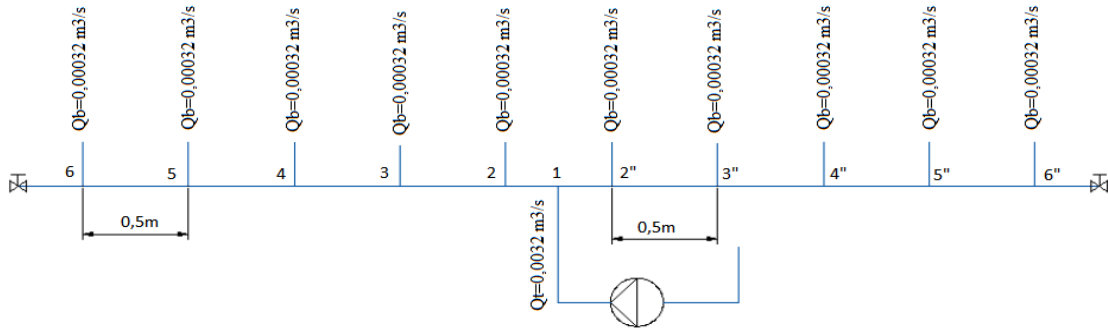 Qb=0,00032 m3/s
Qb=0,00032 m3/s
Qb=0,00032 m3/s
Qb=0,00032 m3/s
Qb=0,00032 m3/s
Qb=0,00032 m3/s
Qb=0,00032 m3/s
Qb=0,00032 m3/s
Qb=0,00032 m3/s
Qb=0,00032 m3/s
6
5
4
3
2
1
2"
3"
4"
5"
6"
0,5m
0,5m
Qt=0,0032 m3/s